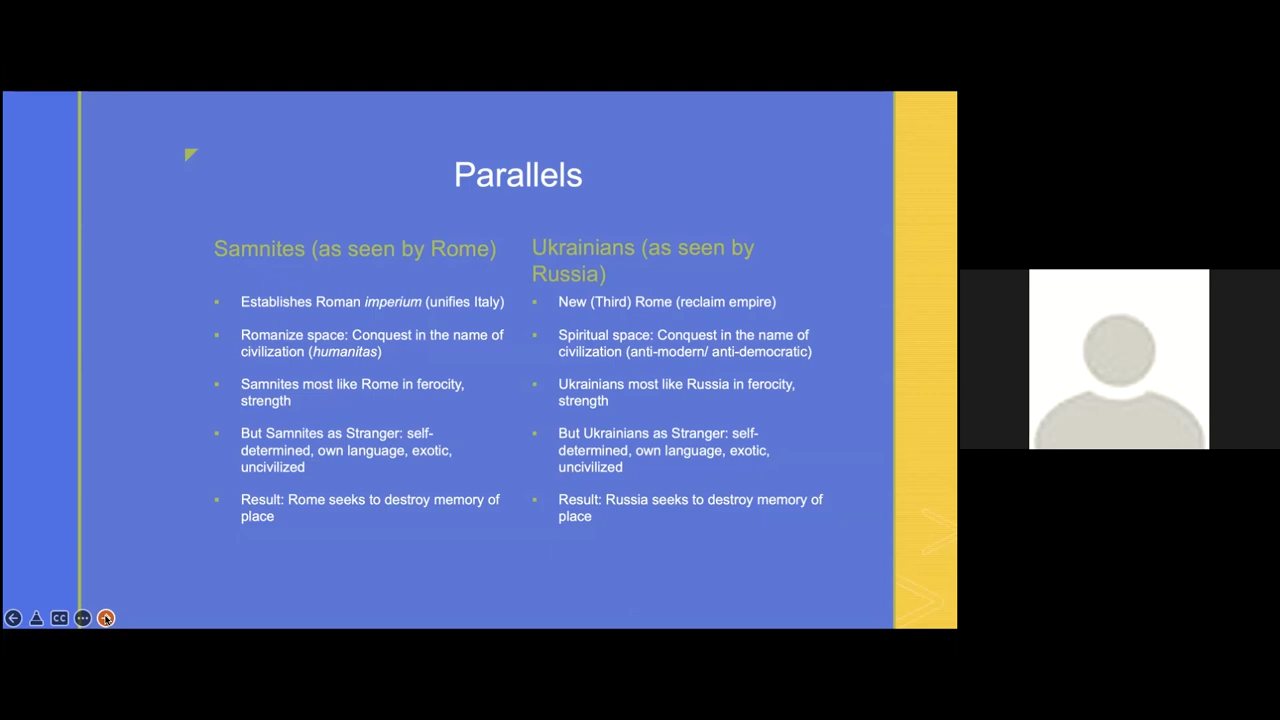 Parallels
Samnites (as seen by Rome)
Establishes Roman imperium (unifies Italy)
Romanize space: Conquest in the name of
civilization (humanitas)
Samnites most like Rome in ferocity,
strength
But Samnites as Stranger: self-
determined, own language, exotic,
uncivilized
Result: Rome seeks to destroy memory of
place
Ukrainians (as seen by
Russia)
New (Third) Rome (reclaim empire)
Spiritual space: Conquest in the name of
civilization (anti-modern/ anti-democratic)
Ukrainians most like Russia in ferocity,
strength
But Ukrainians as Stranger: self-
determined, own language, exotic,
uncivilized
Result: Russia seeks to destroy memory of
place
CC